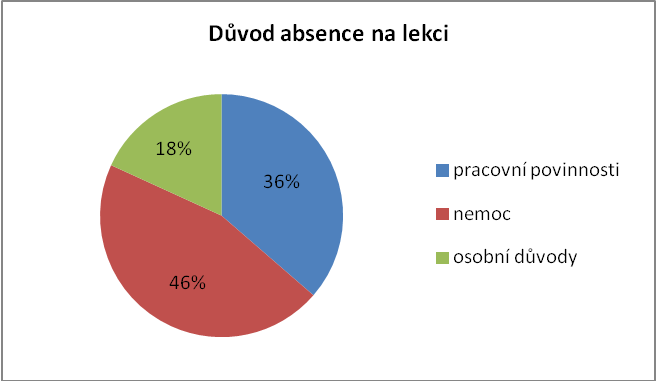 Důvod absence na lekci
18%
36%
46%
pracovní povinnosti
nemoc
osobní důvody